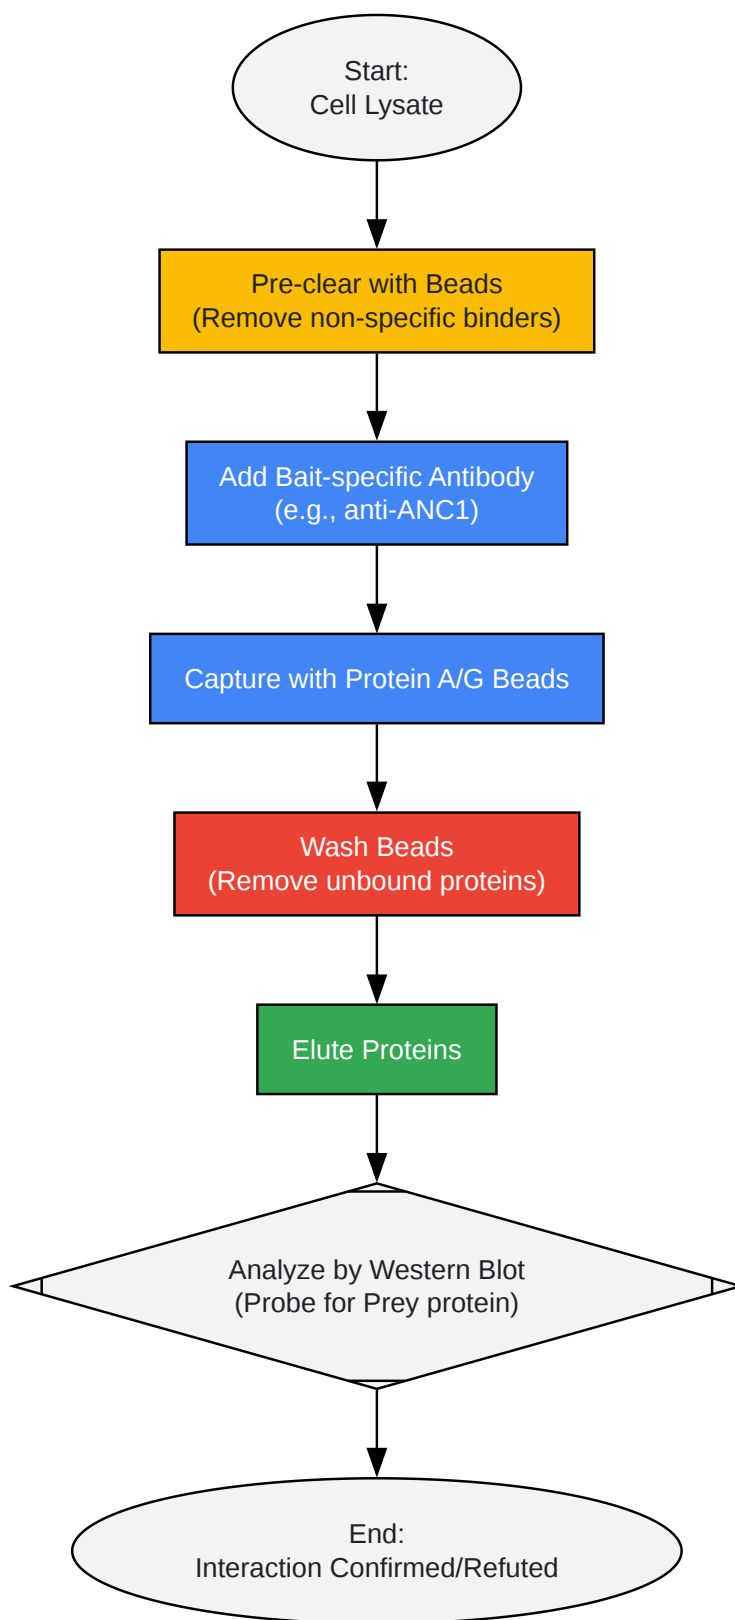 Start:
Cell Lysate
Pre-clear with Beads
(Remove non-specific binders)
Add Bait-specific Antibody
(e.g., anti-ANC1)
Capture with Protein A/G Beads
Wash Beads
(Remove unbound proteins)
Elute Proteins
Analyze by Western Blot
(Probe for Prey protein)
End:
Interaction Confirmed/Refuted